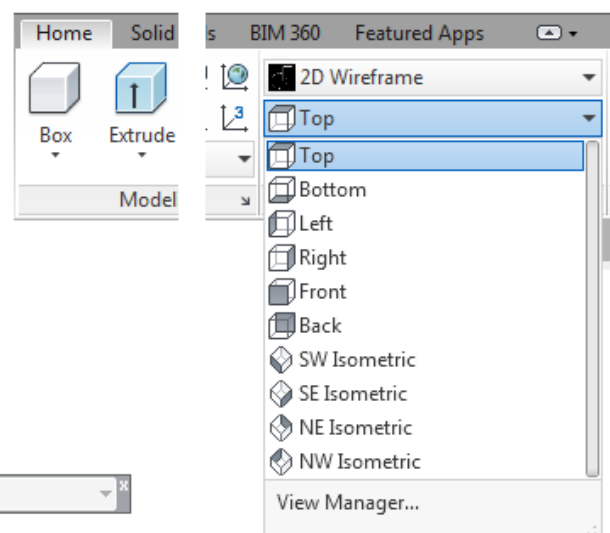 Home Solid s BIM 360 Featured Apps
2D Wireframe
Box Extrude 3 Top
Top
Bottom
Model Left
Right
Front
Back
SW Isometric
SE Isometric
NE Isometric
NW Isometric
x
View Manager...